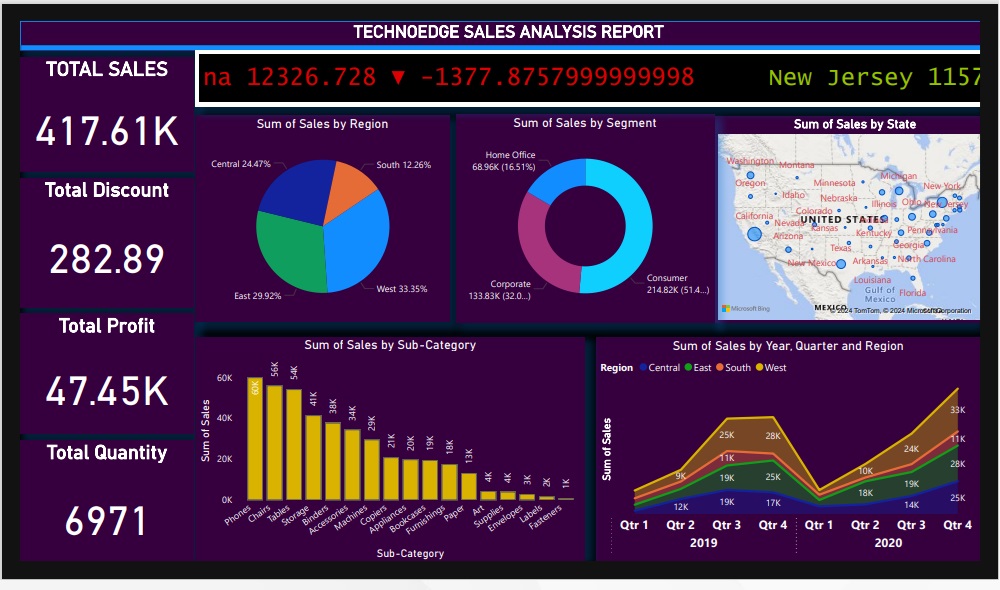 TECHNOEDGE SALES ANALYSIS REPORT
TOTAL SALES
417.61K
Total Discount
282.89
Total Profit
47.45K
Total Quantity
6971
na 12326.728 ▼ -1377.8757999999998 New Jersey 1157
Sum of Sales by Region
Central 24.47%
South 12.26%
East 29.92%
West 33.35%
Sum of Sales by Segment
Home Office
68.96K (16.51%)
Corporate
133.83K (32.0...)
Consumer
214.82K (51.4...)
Sum of Sales by State
Washington
Montana
Michigan
Oregon
Idaho
Minnesota
New York
Nebraska
Illinois
Ohio
New Jersey
California
Nevada
Colorado
UNITED STATES
Kansas
Kentucky
Pennsylvania
Arizona
Texas
Georgia
New Mexico
Arkansas
North Carolina
Louisiana
Gulf of
Mexico
Florida
MEXICO
Microsoft Bing
© 2024 TomTom, © 2024 Microsoft Corporation
Sum of Sales by Sub-Category
Sum of Sales
60K
40K
20K
0K
60K
56K
54K
41K
38K
34K
29K
21K
20K
19K
18K
13K
4K
4K
3K
2K
1K
Phones
Chairs
Tables
Storage
Binders
Accessories
Machines
Copiers
Appliances
Bookcases
Furnishings
Paper
Art
Supplies
Envelopes
Labels
Fasteners
Sub-Category
Sum of Sales by Year, Quarter and Region
Region Central East South West
Sum of Sales
9K
12K
25K
11K
19K
19K
28K
25K
17K
10K
18K
24K
19K
14K
33K
11K
28K
25K
Qtr 1 Qtr 2 Qtr 3 Qtr 4 Qtr 1 Qtr 2 Qtr 3 Qtr 4
2019 2020